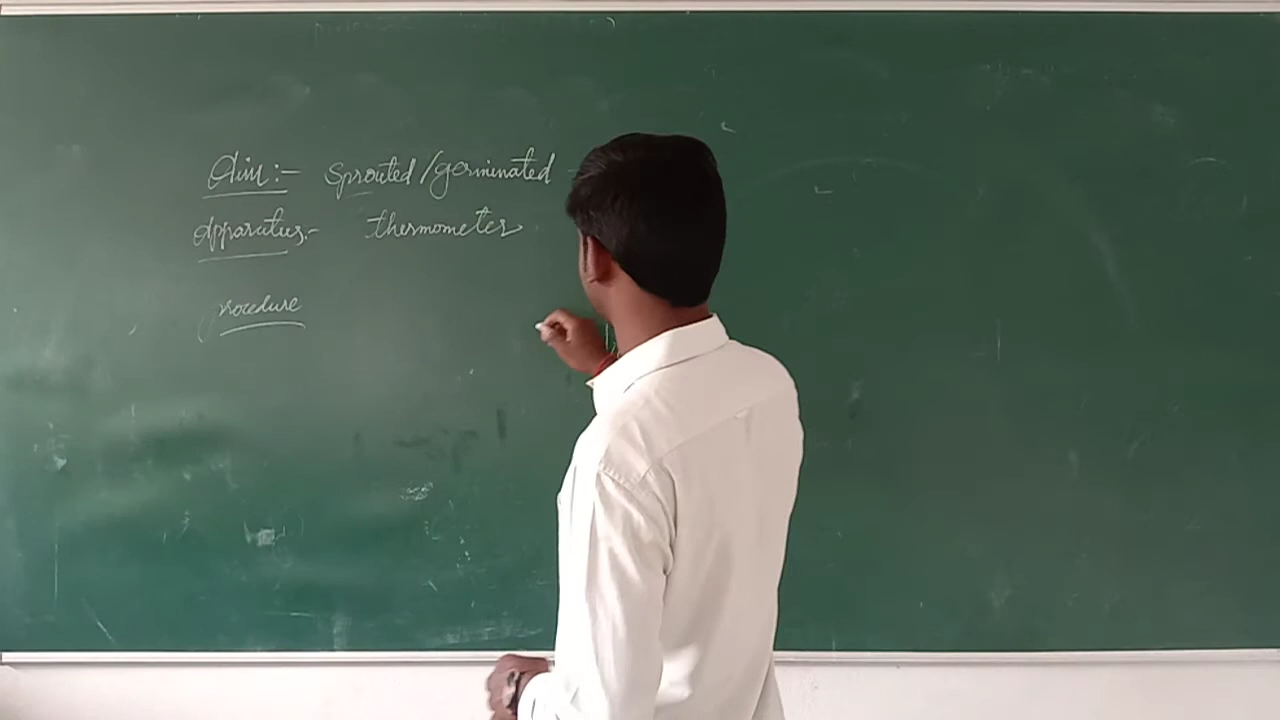 Aim:- Sprouted/germinated -
Apparatus:- thermometer
procedure